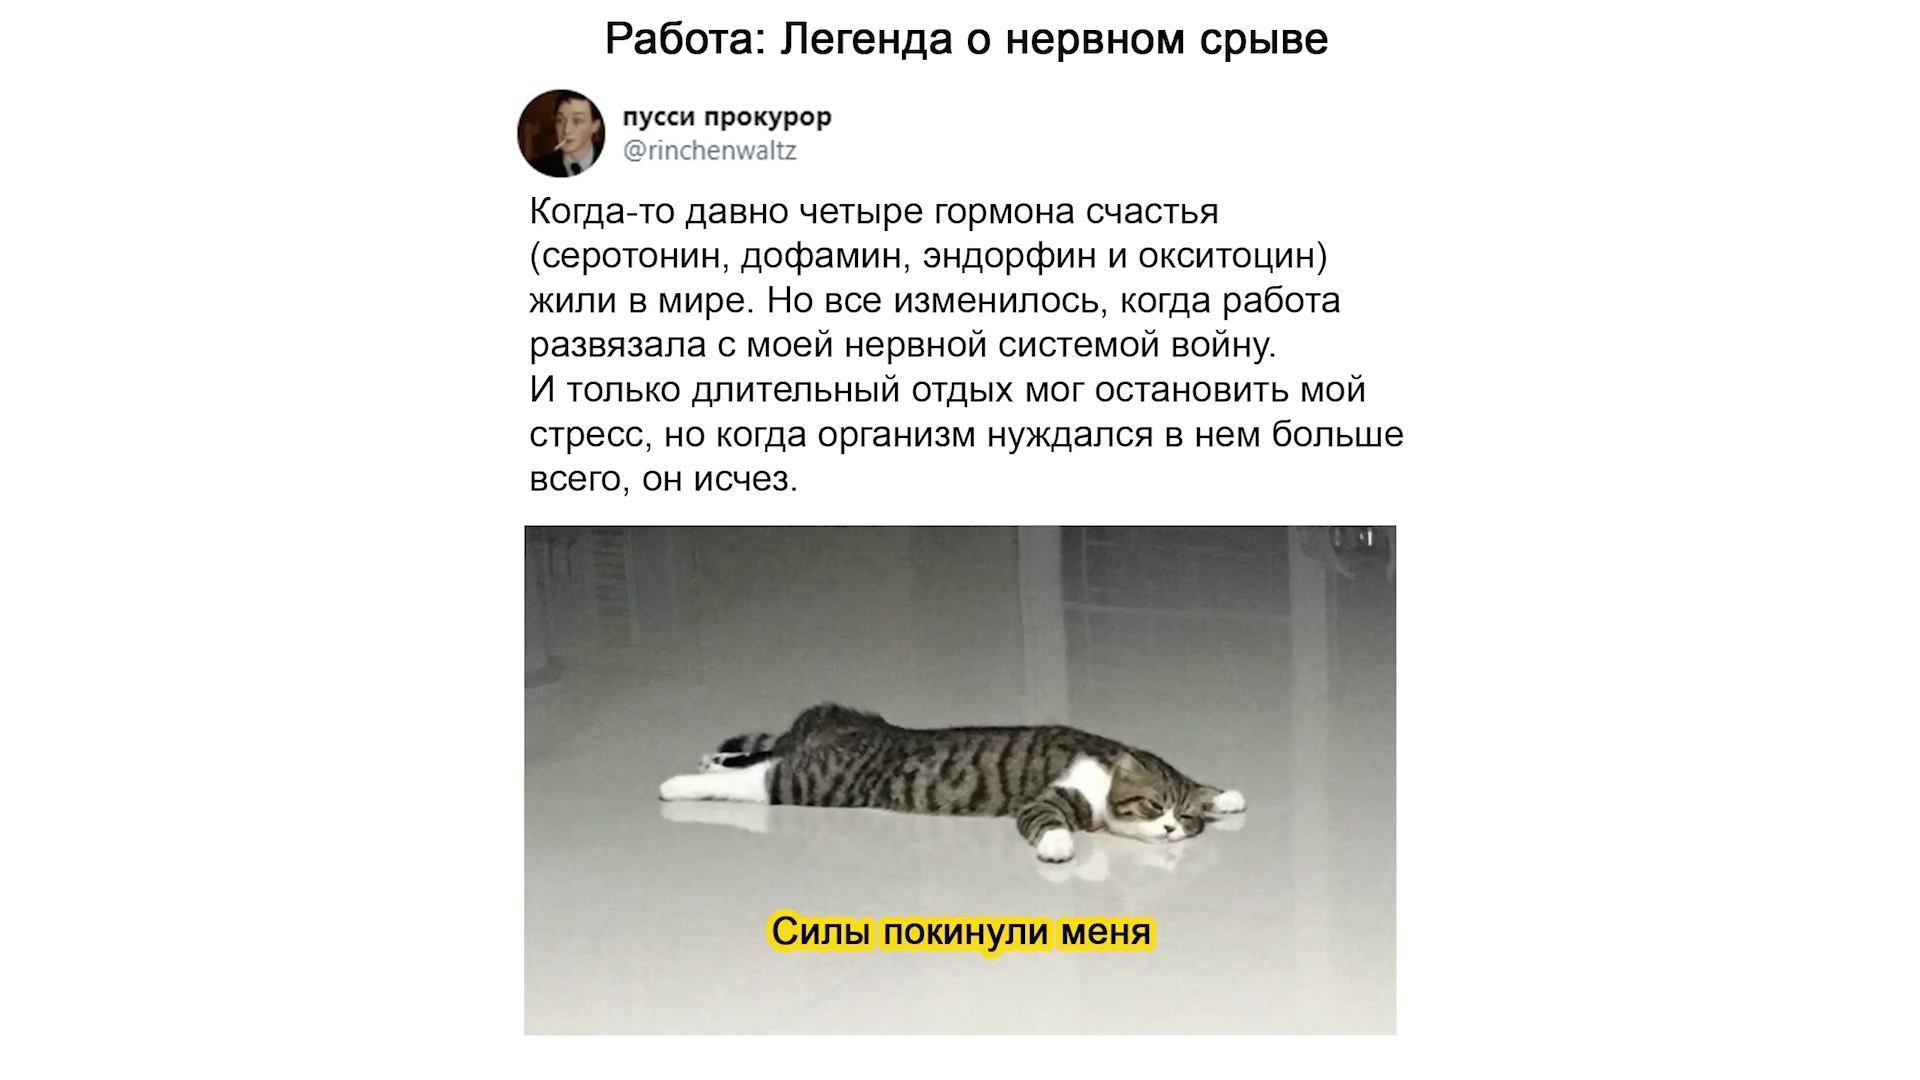 Работа: Легенда о нервном срыве
пусси прокурор
@rinchenwaltz
Когда-то давно четыре гормона счастья
(серотонин, дофамин, эндорфин и окситоцин)
жили в мире. Но все изменилось, когда работа
развязала с моей нервной системой войну.
И только длительный отдых мог остановить мой
стресс, но когда организм нуждался в нем больше
всего, он исчез.
Силы покинули меня